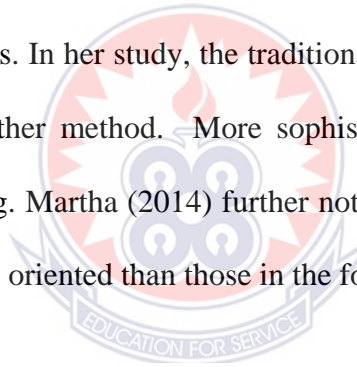 s. In her study, the tradition
ther method. More sophis
g. Martha (2014) further not
oriented than those in the fo
EDUCATION FOR SERVICE